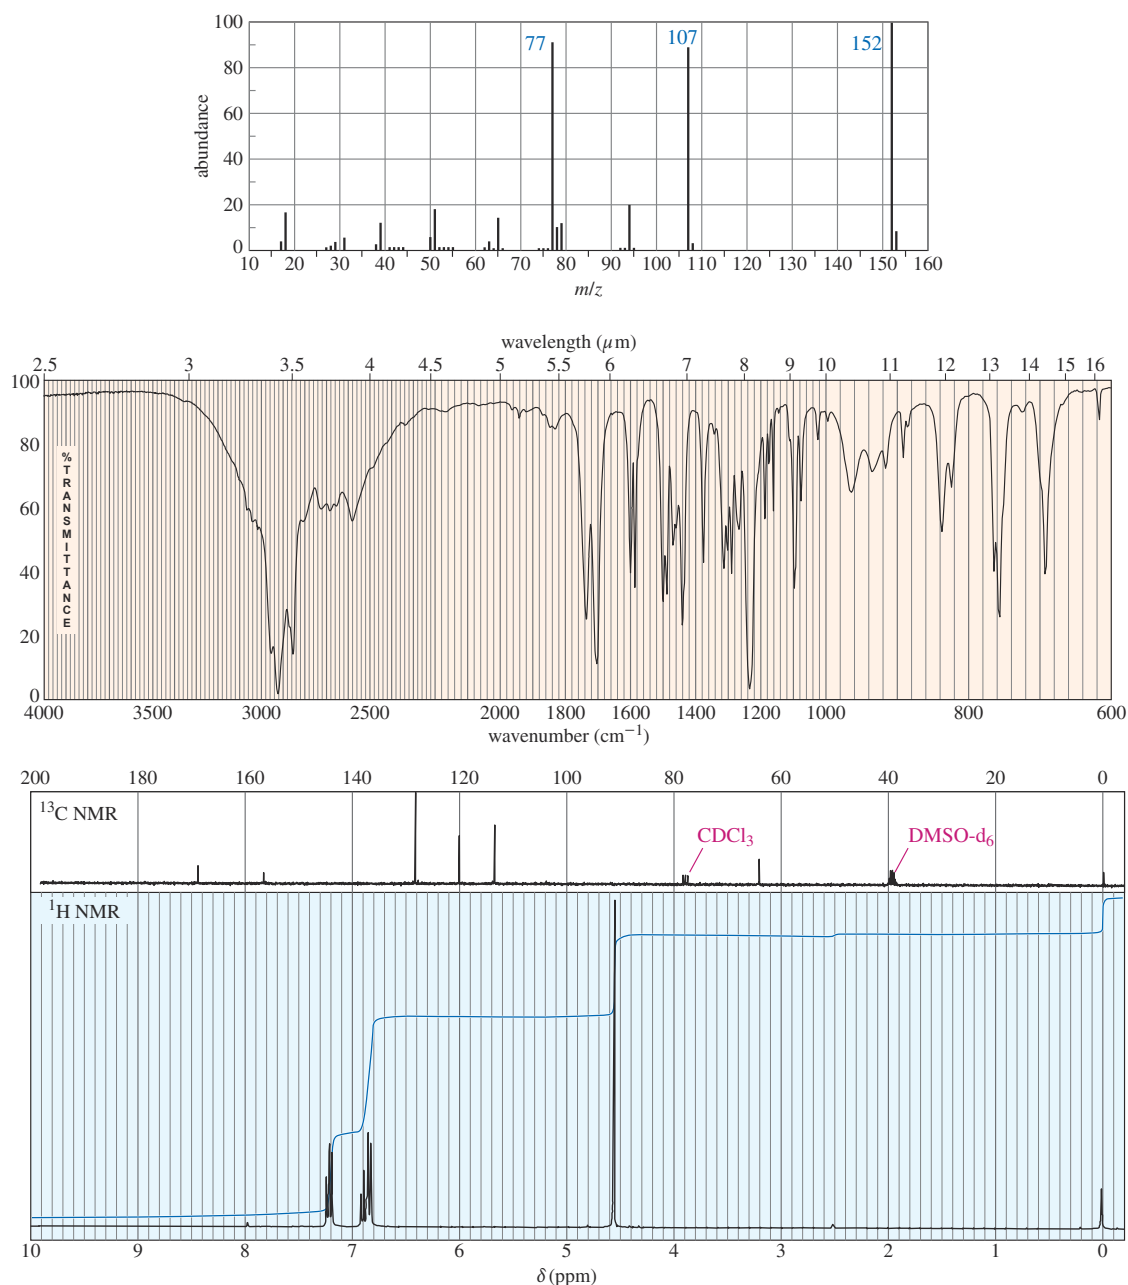 100
77
107
152
80
60
40
20
0
abundance
10 20 30 40 50 60 70 80 90 100 110 120 130 140 150 160
m/z
wavelength (μm)
2.5 3 3.5 4 4.5 5 5.5 6 7 8 9 10 11 12 13 14 15 16
100
80
60
40
20
0
%TRANSMITTANCE
4000 3500 3000 2500 2000 1800 1600 1400 1200 1000 800 600
wavenumber (cm⁻¹)
200 180 160 140 120 100 80 60 40 20 0
¹³C NMR
CDCl₃
DMSO-d₆
¹H NMR
10 9 8 7 6 5 4 3 2 1 0
δ (ppm)